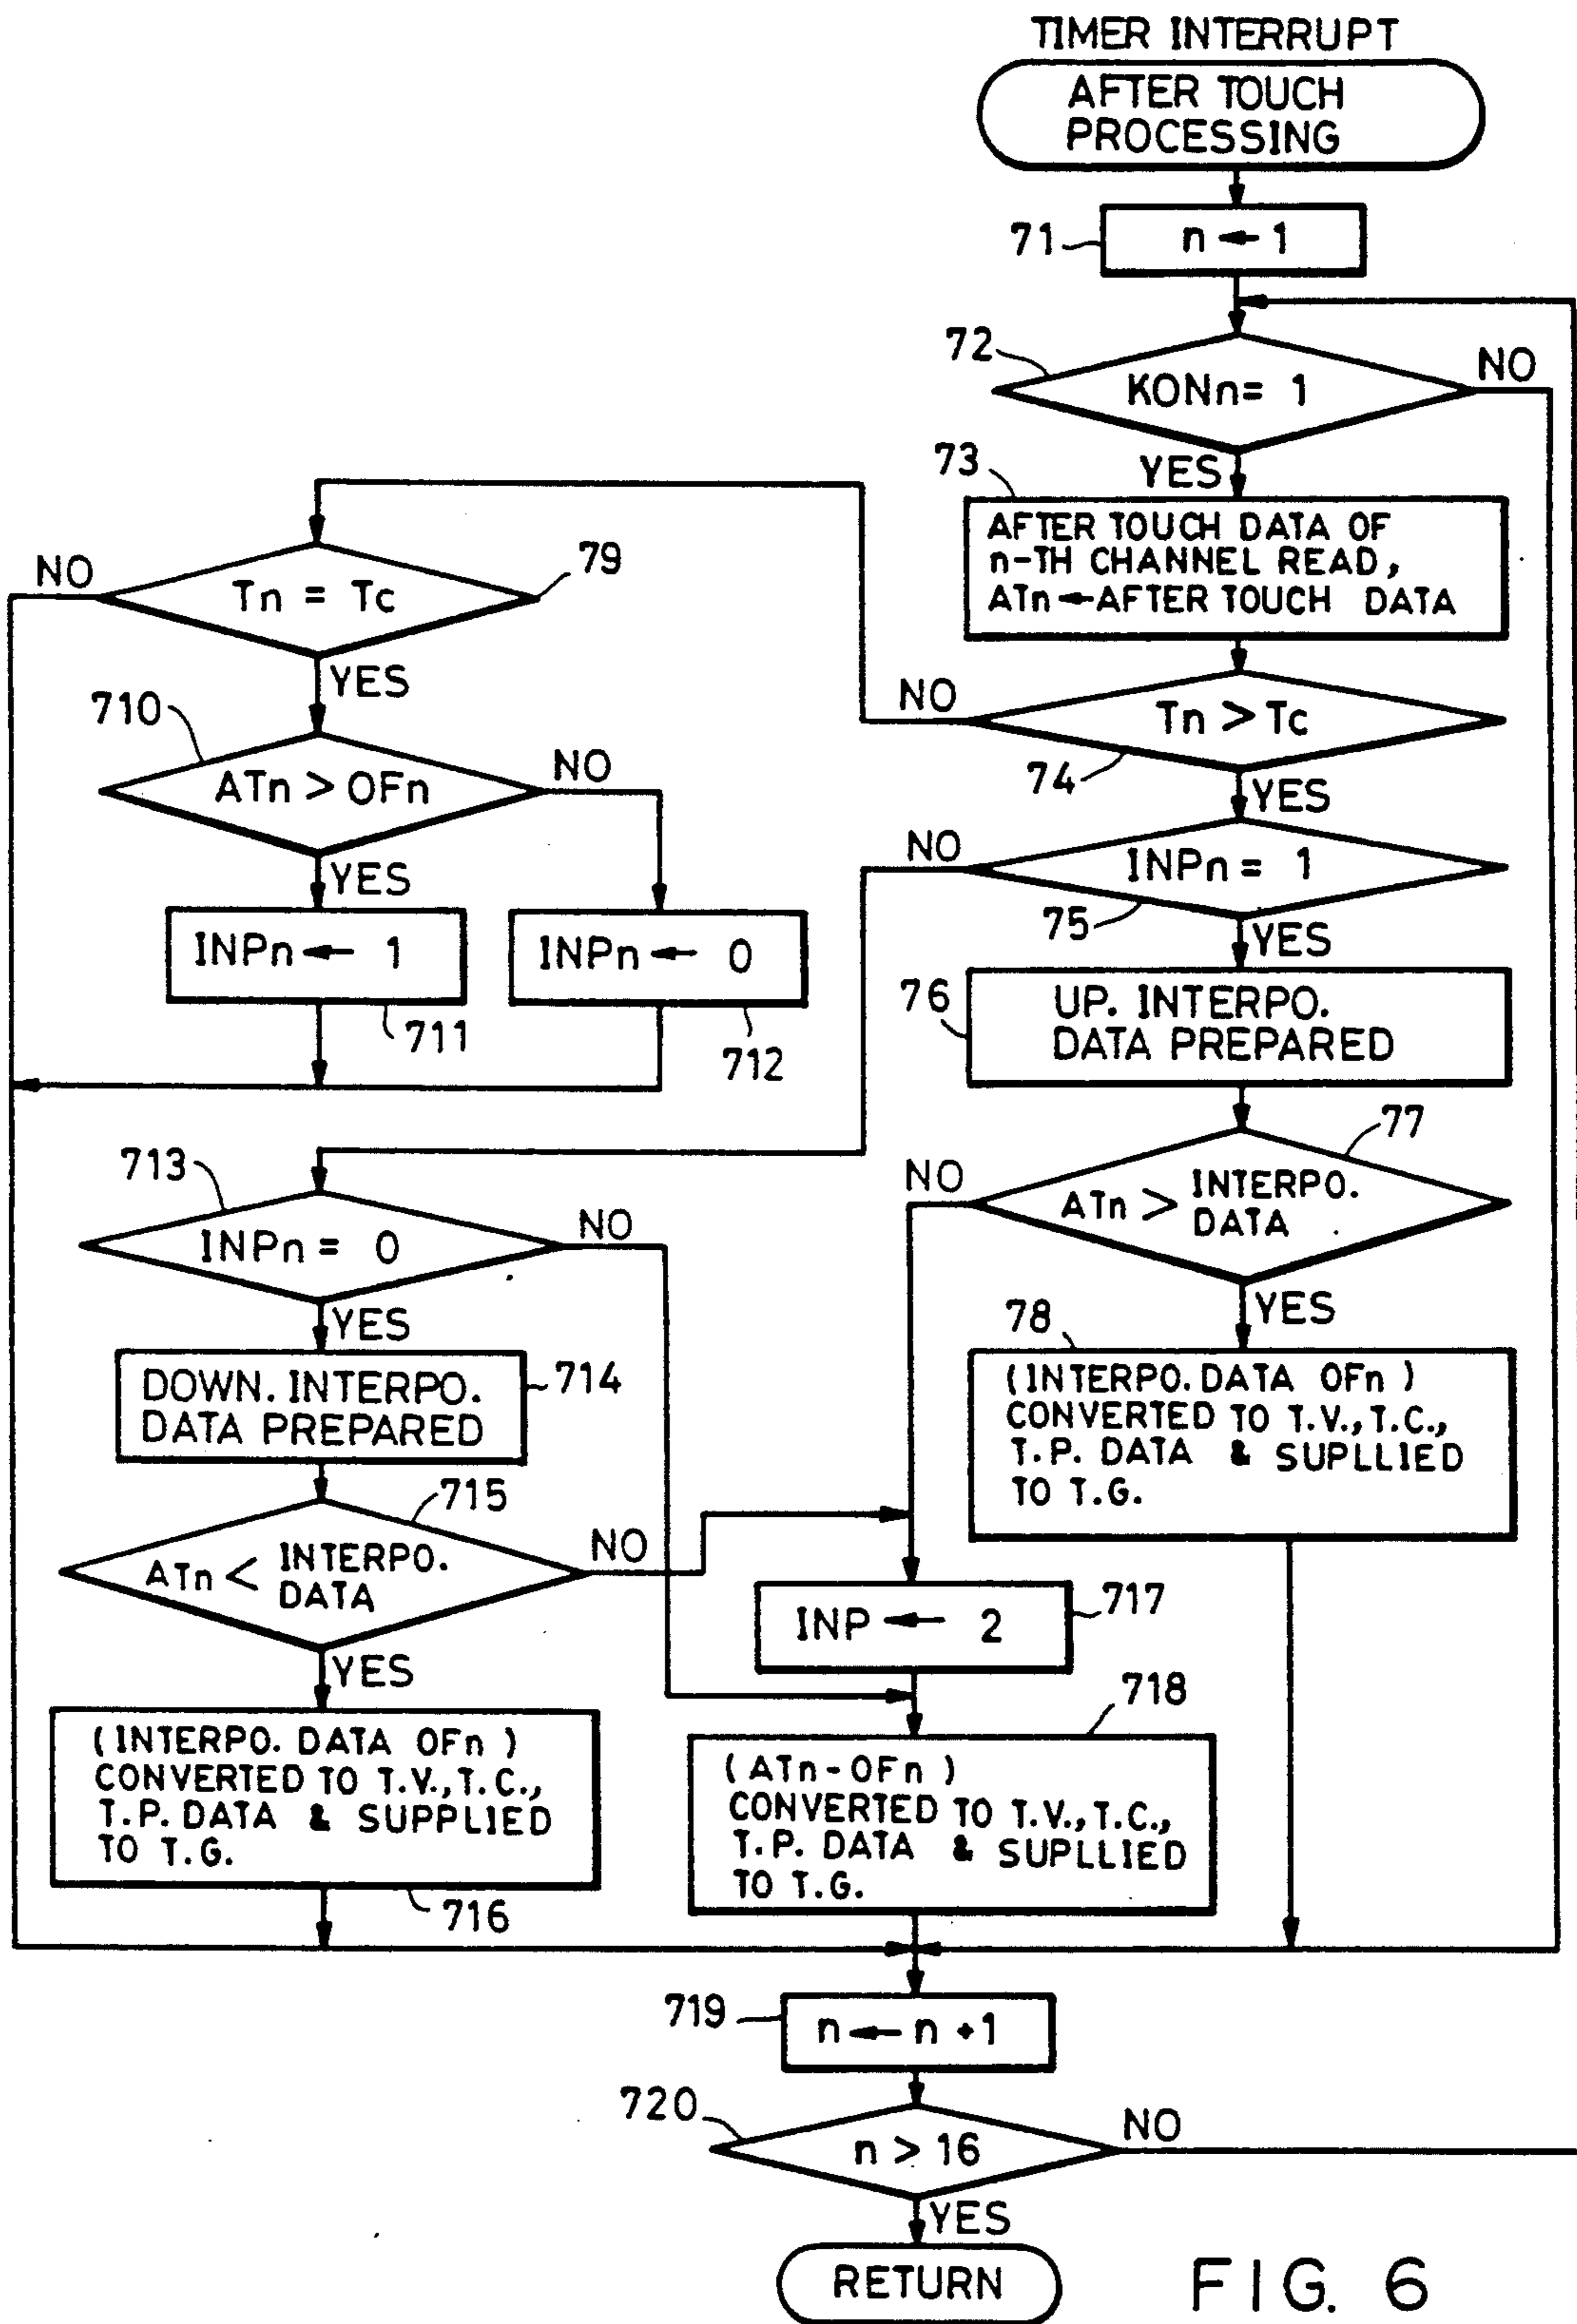 TIMER INTERRUPT
AFTER TOUCH
PROCESSING
71
n ← 1
72
KONn = 1
NO
YES
73
AFTER TOUCH DATA OF
n-TH CHANNEL READ,
ATn ← AFTER TOUCH DATA
NO
Tn = Tc
79
YES
NO
Tn > Tc
74
YES
710
ATn > OFn
NO
YES
NO
INPn = 1
75
YES
INPn ← 1
711
INPn ← 0
712
76
UP. INTERPO.
DATA PREPARED
77
NO
ATn > INTERPO.
DATA
YES
713
INPn = 0
NO
YES
DOWN. INTERPO.
DATA PREPARED
714
78
(INTERPO. DATA OFn)
CONVERTED TO T.V., T.C.,
T.P. DATA & SUPLLIED
TO T.G.
715
ATn < INTERPO.
DATA
NO
YES
INP ← 2
717
718
(INTERPO. DATA OFn)
CONVERTED TO T.V., T.C.,
T.P. DATA & SUPPLIED
TO T.G.
716
(ATn - OFn)
CONVERTED TO T.V., T.C.,
T.P. DATA & SUPLLIED
TO T.G.
719
n ← n + 1
720
n > 16
NO
YES
RETURN
FIG. 6